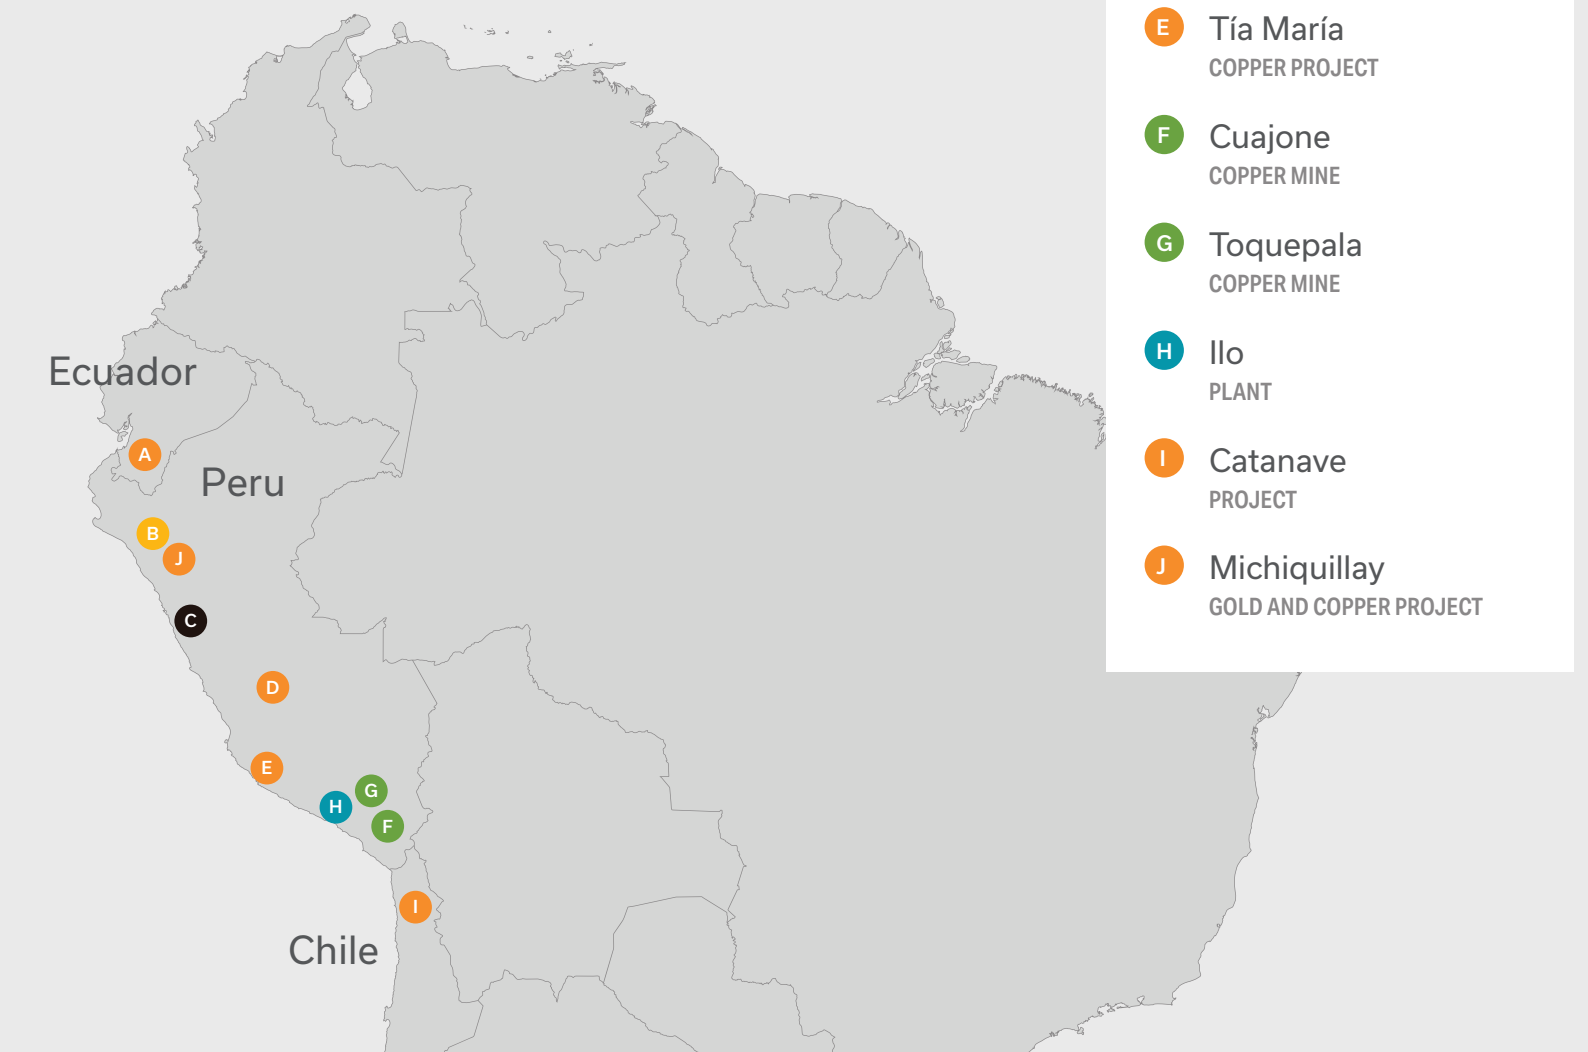 E
Tía María
COPPER PROJECT
F
Cuajone
COPPER MINE
G
Toquepala
COPPER MINE
H
Ilo
PLANT
I
Catanave
PROJECT
J
Michiquillay
GOLD AND COPPER PROJECT
Ecuador
A
Peru
B
J
C
D
E
G
H
F
I
Chile